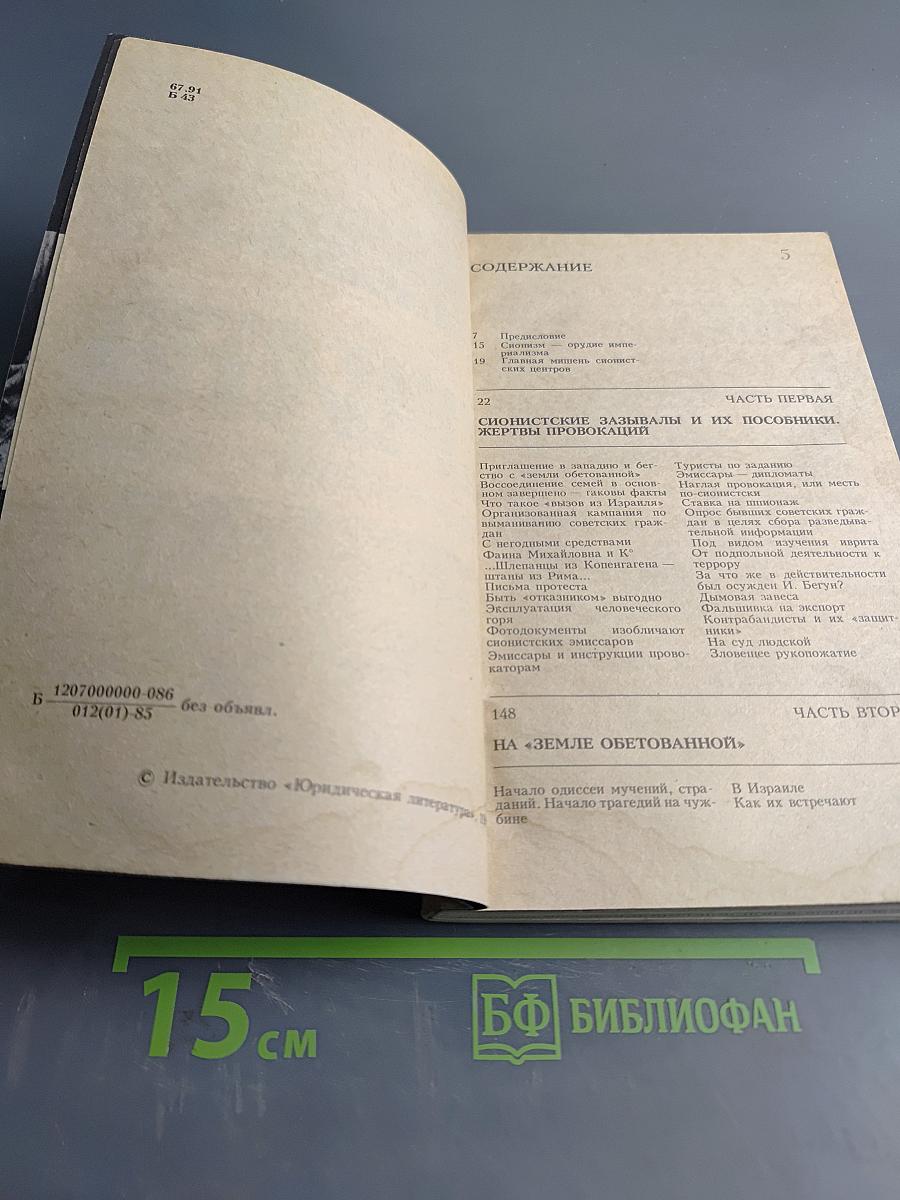 67.91
Б 43
Б 1207000000-086
012(01)-85 без объявл.
© Издательство «Юридическая литература»,
5
СОДЕРЖАНИЕ
7 Предисловие
15 Сионизм — орудие импе-
риализма
19 Главная мишень сионист-
ских центров
22 ЧАСТЬ ПЕРВАЯ
СИОНИСТСКИЕ ЗАЗЫВАЛЫ И ИХ ПОСОБНИКИ.
ЖЕРТВЫ ПРОВОКАЦИЙ
Приглашение в западню и бег-
ство с «земли обетованной»
Воссоединение семей в основ-
ном завершено — таковы факты
Что такое «вызов из Израиля»
Организованная кампания по
выманиванию советских граж-
дан
С негодными средствами
Фаина Михайловна и К°
...Шлепанцы из Копенгагена —
штаны из Рима...
Письма протеста
Быть «отказником» выгодно
Эксплуатация человеческого
горя
Фотодокументы изобличают
сионистских эмиссаров
Эмиссары и инструкции прово-
каторам
Туристы по заданию
Эмиссары — дипломаты
Наглая провокация, или месть
по-сионистски
Ставка на шпионаж
Опрос бывших советских граж-
дан в целях сбора разведыва-
тельной информации
Под видом изучения иврита
От подпольной деятельности к
террору
За что же в действительности
был осужден И. Бегун?
Дымовая завеса
Фальшивка на экспорт
Контрабандисты и их «защит-
ники»
На суд людской
Зловещее рукопожатие
148 ЧАСТЬ ВТОР
НА «ЗЕМЛЕ ОБЕТОВАННОЙ»
Начало одиссеи мучений, стра-
даний. Начало трагедий на чуж-
бине
В Израиле
Как их встречают
15 см
БФ БИБЛИОФАН